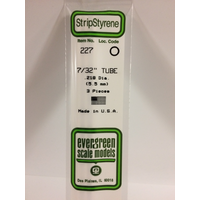 StripStyrene
Item No. Loc. Code
227
7/32" TUBE
.218 Dia.
(5.5 mm)
3 Pieces
Made in U.S.A.
evergreen
scale models
Des Plaines, IL 60018